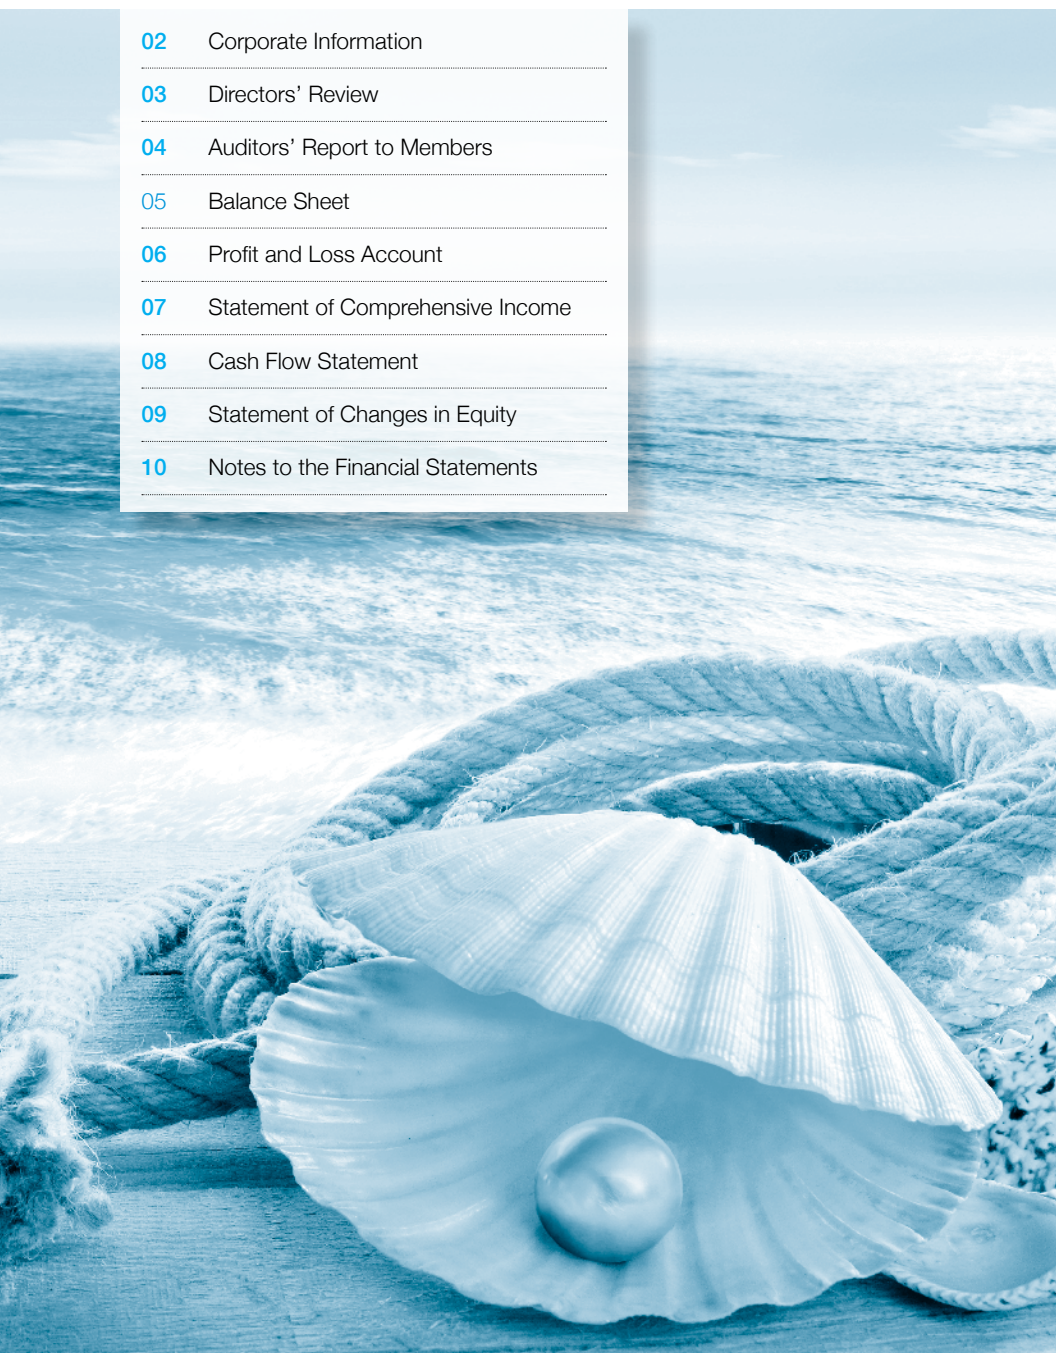 02 Corporate Information
03 Directors’ Review
04 Auditors’ Report to Members
05 Balance Sheet
06 Profit and Loss Account
07 Statement of Comprehensive Income
08 Cash Flow Statement
09 Statement of Changes in Equity
10 Notes to the Financial Statements